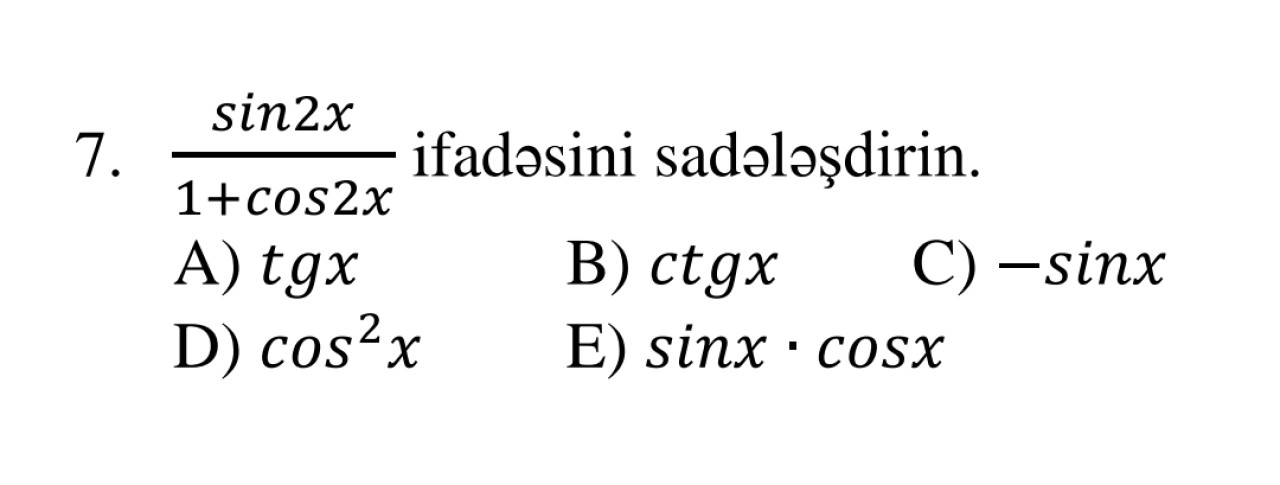 7. sin2x/1+cos2x ifadəsini sadələşdirin.
A) tgx B) ctgx C) −sinx
D) cos²x E) sinx · cosx